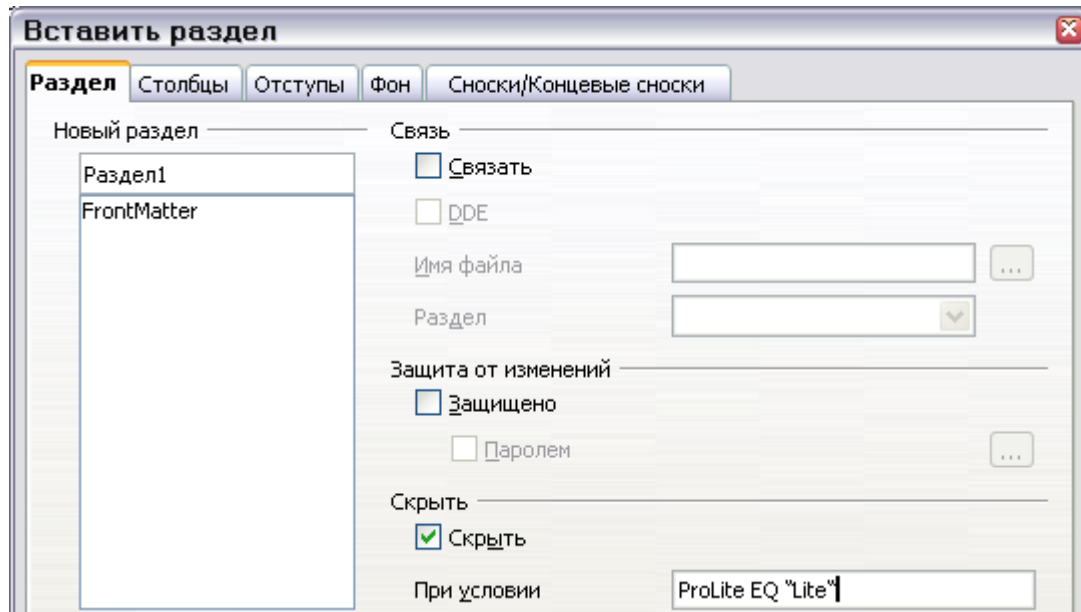 Вставить раздел
Раздел Столбцы Отступы Фон Сноски/Концевые сноски
Новый раздел
Раздел1
FrontMatter
Связь
Связать
DDE
Имя файла
...
Раздел
Защита от изменений
Защищено
Паролем
...
Скрыть
Скрыть
При условии
ProLite EQ "Lite"